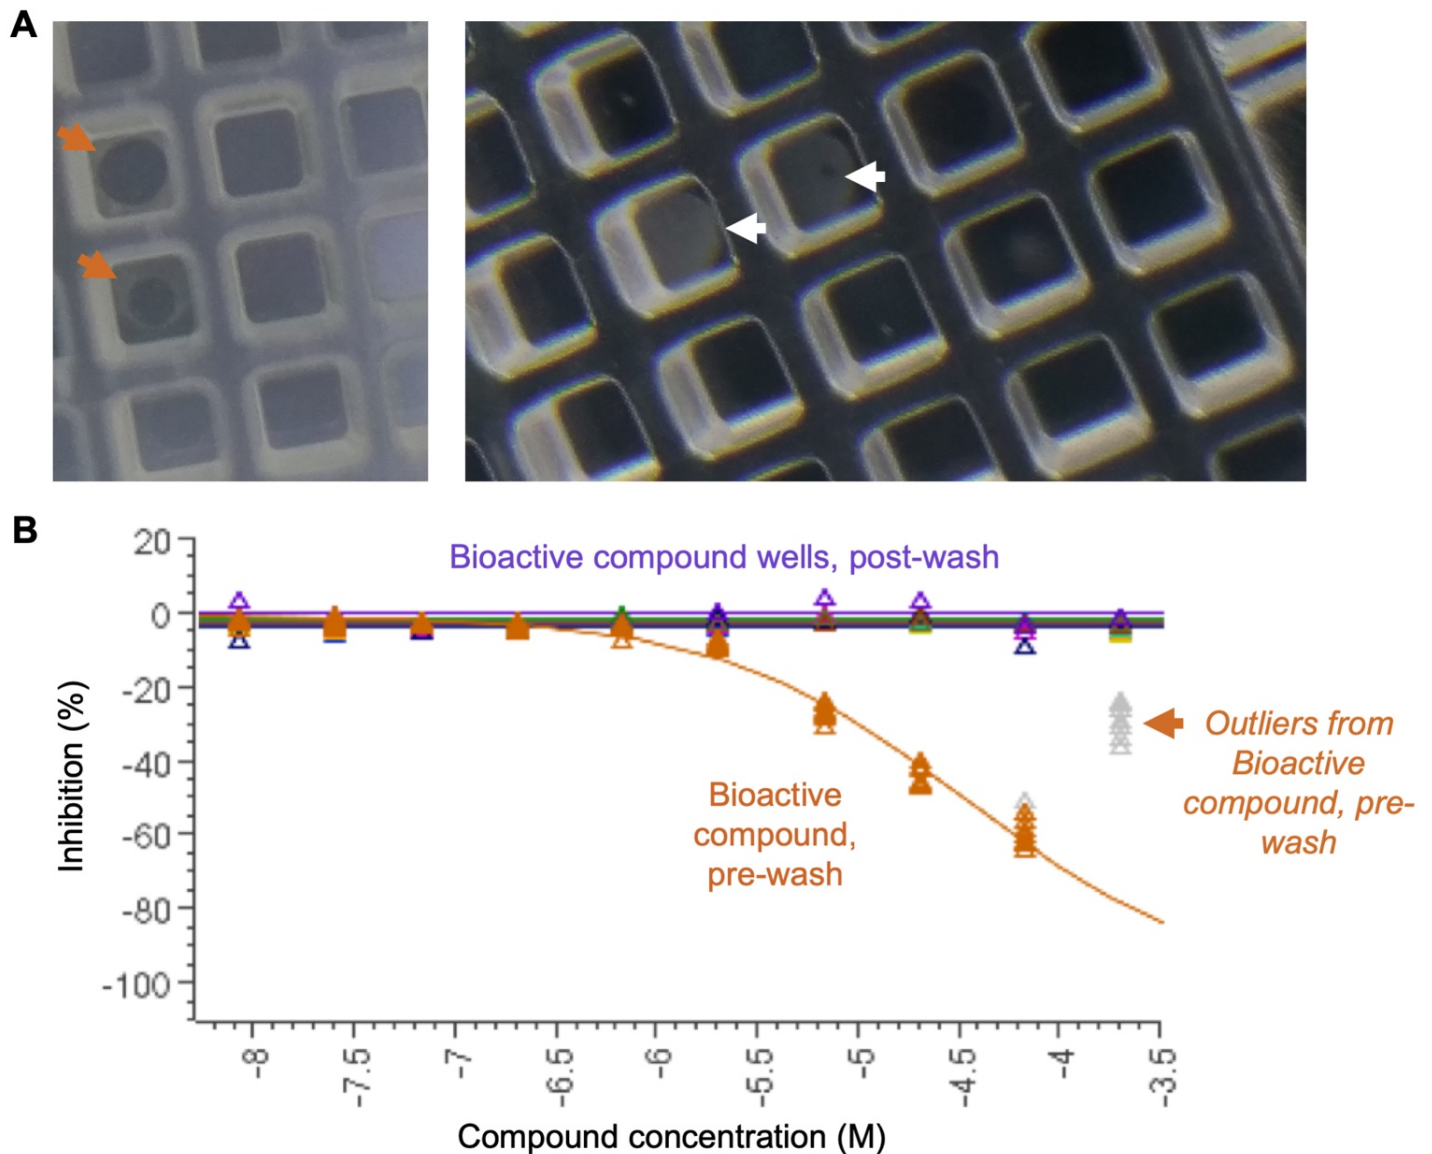 A
B
Bioactive compound wells, post-wash
20
0
-20
-40
-60
-80
-100
Inhibition (%)
Bioactive
compound,
pre-wash
Outliers from
Bioactive
compound, pre-
wash
-8
-7.5
-7
-6.5
-6
-5.5
-5
-4.5
-4
-3.5
Compound concentration (M)